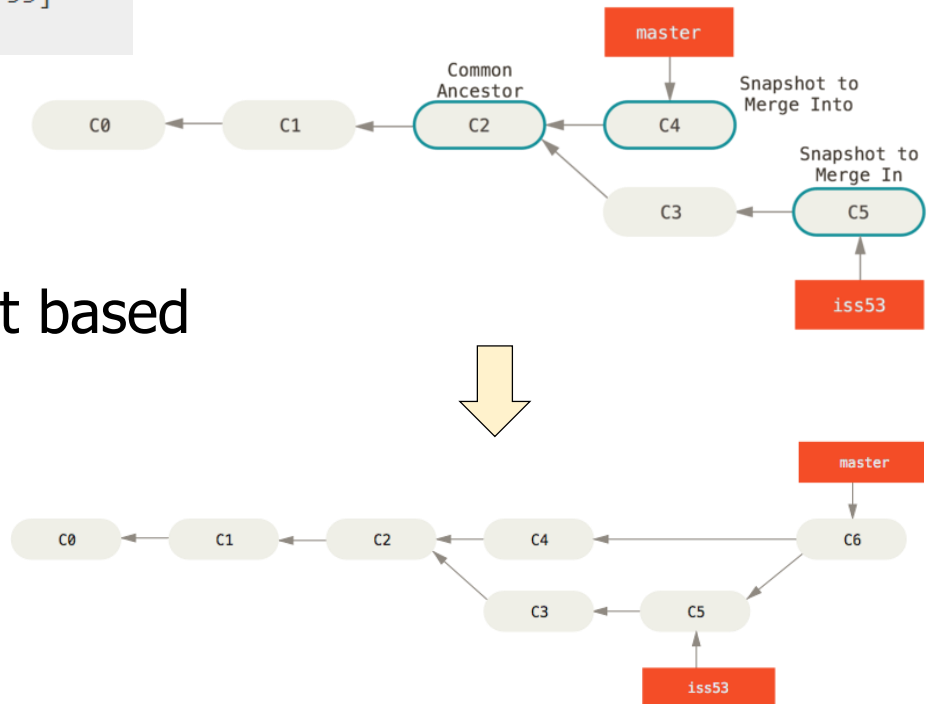 master
Common
Ancestor
Snapshot to
Merge Into
C0
C1
C2
C4
Snapshot to
Merge In
C3
C5
iss53
t based
master
C0
C1
C2
C4
C6
C3
C5
iss53